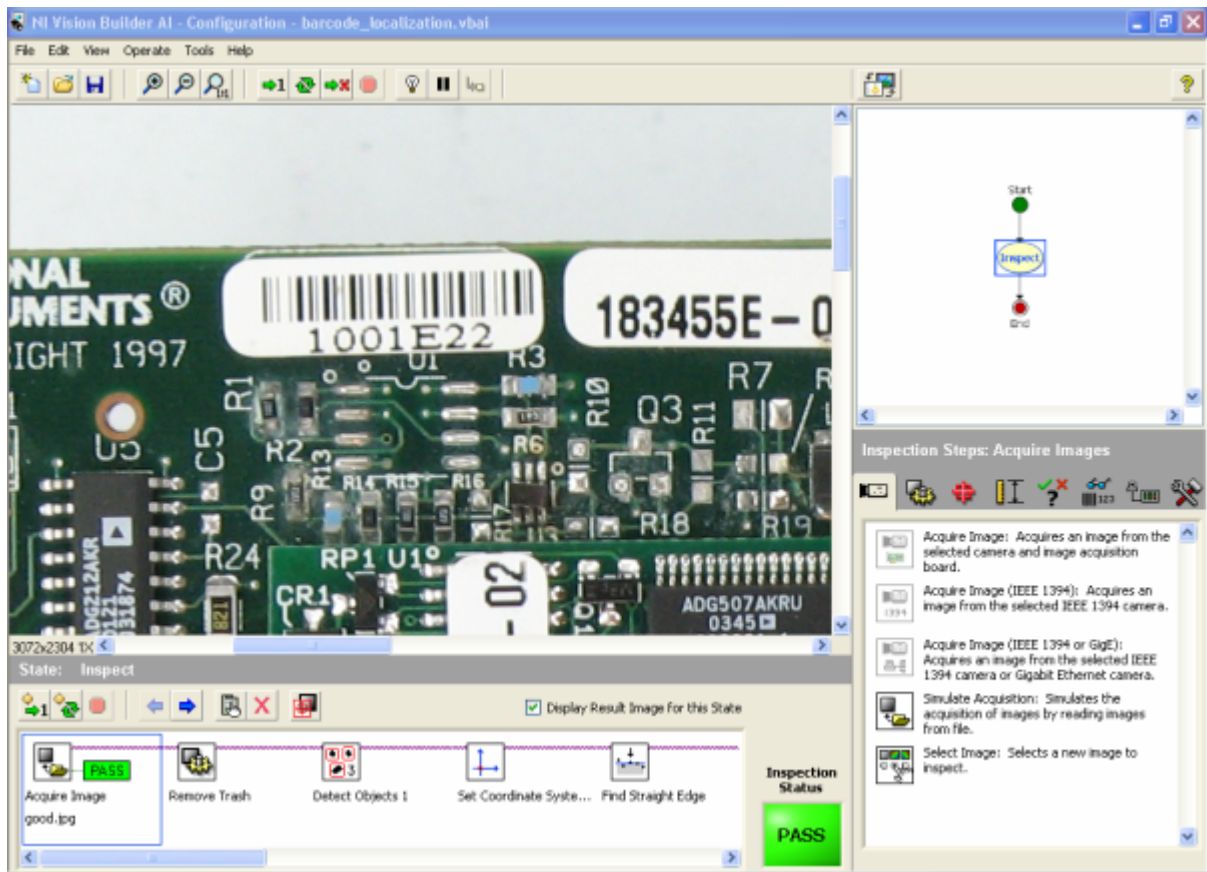 NI Vision Builder AI - Configuration - barcode_localization.vbai
File Edit View Operate Tools Help
Start
Inspect
End
ONAL
UMENTS ®
RIGHT 1997
1001E22
183455E – 0
R1
U1
R3
R7
R10
Q3
R11
U5
C5
R2
R13
R6
R9
R14
R15
R16
R17
U3
R18
R19
R24
RP1 U1
CR1
02
821
ADG212AKR
0121
031874
ADG507AKRU
0345
3072x2304 1X
State: Inspect
Display Result Image for this State
PASS
Acquire Image
good.jpg
Remove Trash
Detect Objects 1
Set Coordinate Syste...
Find Straight Edge
Inspection
Status
PASS
Inspection Steps: Acquire Images
Acquire Image: Acquires an image from the
selected camera and image acquisition
board.
Acquire Image (IEEE 1394): Acquires an
image from the selected IEEE 1394 camera.
Acquire Image (IEEE 1394 or GigE):
Acquires an image from the selected IEEE
1394 camera or Gigabit Ethernet camera.
Simulate Acquisition: Simulates the
acquisition of images by reading images
from file.
Select Image: Selects a new image to
inspect.